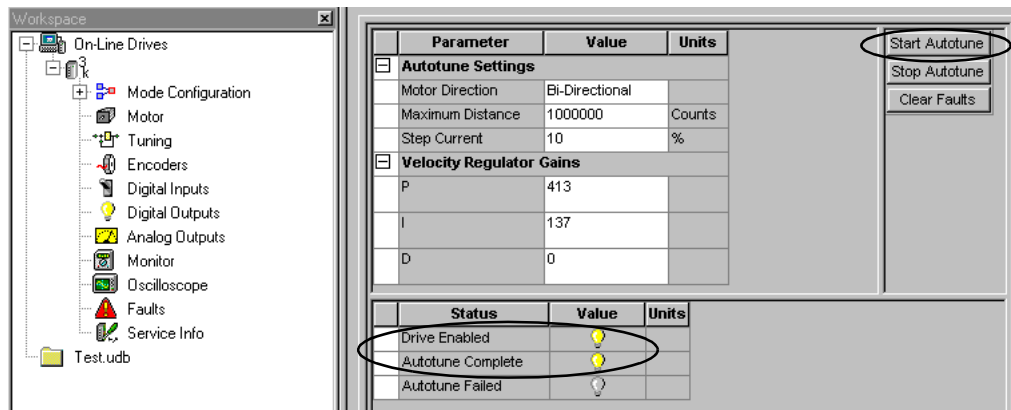 Workspace
On-Line Drives
3
k
Mode Configuration
Motor
Tuning
Encoders
Digital Inputs
Digital Outputs
Analog Outputs
Monitor
Oscilloscope
Faults
Service Info
Test.udb
Parameter Value Units
Autotune Settings
Motor Direction Bi-Directional
Maximum Distance 1000000 Counts
Step Current 10 %
Velocity Regulator Gains
P 413
I 137
D 0
Start Autotune
Stop Autotune
Clear Faults
Status Value Units
Drive Enabled
Autotune Complete
Autotune Failed